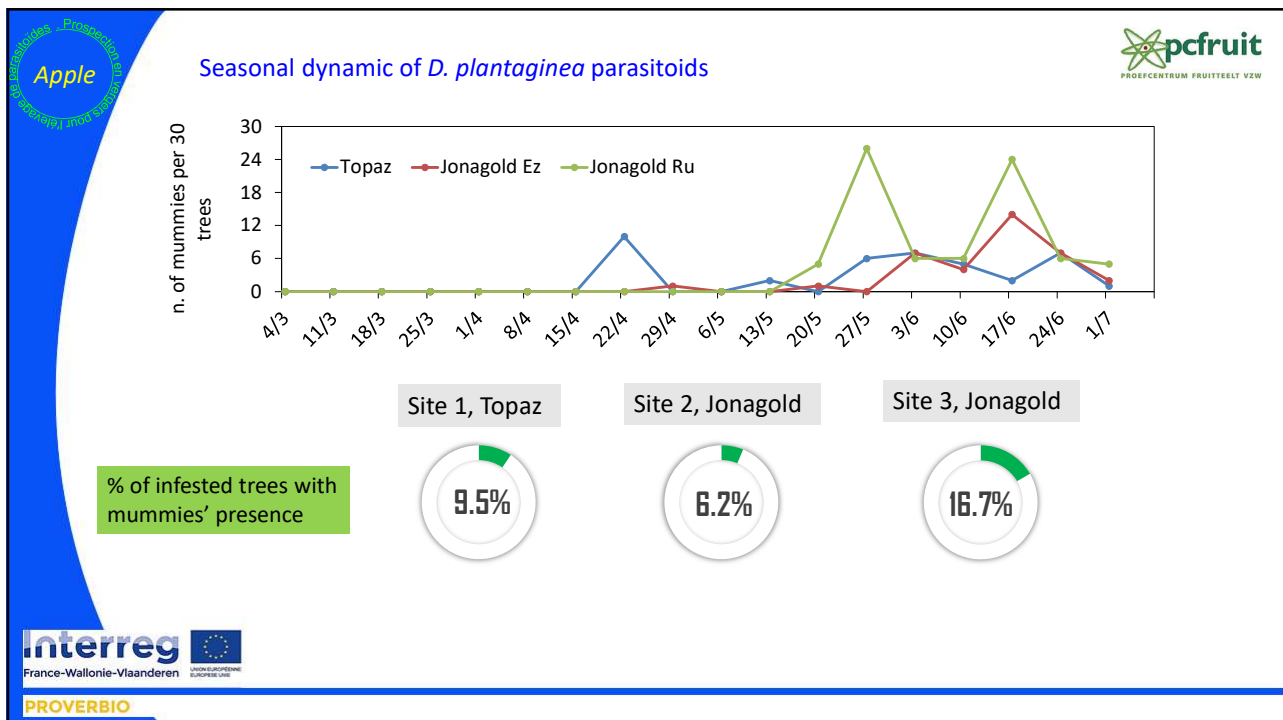 Prospection en vergers pour l'élevage de parasitoïdes .
Apple
Seasonal dynamic of D. plantaginea parasitoids
pcfruit
PROEFCENTRUM FRUITTEELT VZW
n. of mummies per 30
trees
30
24
18
12
6
0
Topaz Jonagold Ez Jonagold Ru
4/3 11/3 18/3 25/3 1/4 8/4 15/4 22/4 29/4 6/5 13/5 20/5 27/5 3/6 10/6 17/6 24/6 1/7
Site 1, Topaz Site 2, Jonagold Site 3, Jonagold
% of infested trees with
mummies' presence
9.5% 6.2% 16.7%
Interreg
France-Wallonie-Vlaanderen
UNION EUROPÉENNE
EUROPESE UNIE
PROVERBIO